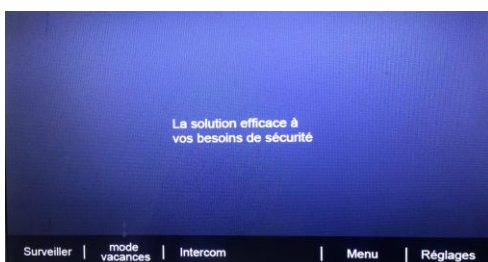 La solution efficace à
vos besoins de sécurité
Surveiller | mode vacances | Intercom | Menu | Réglages